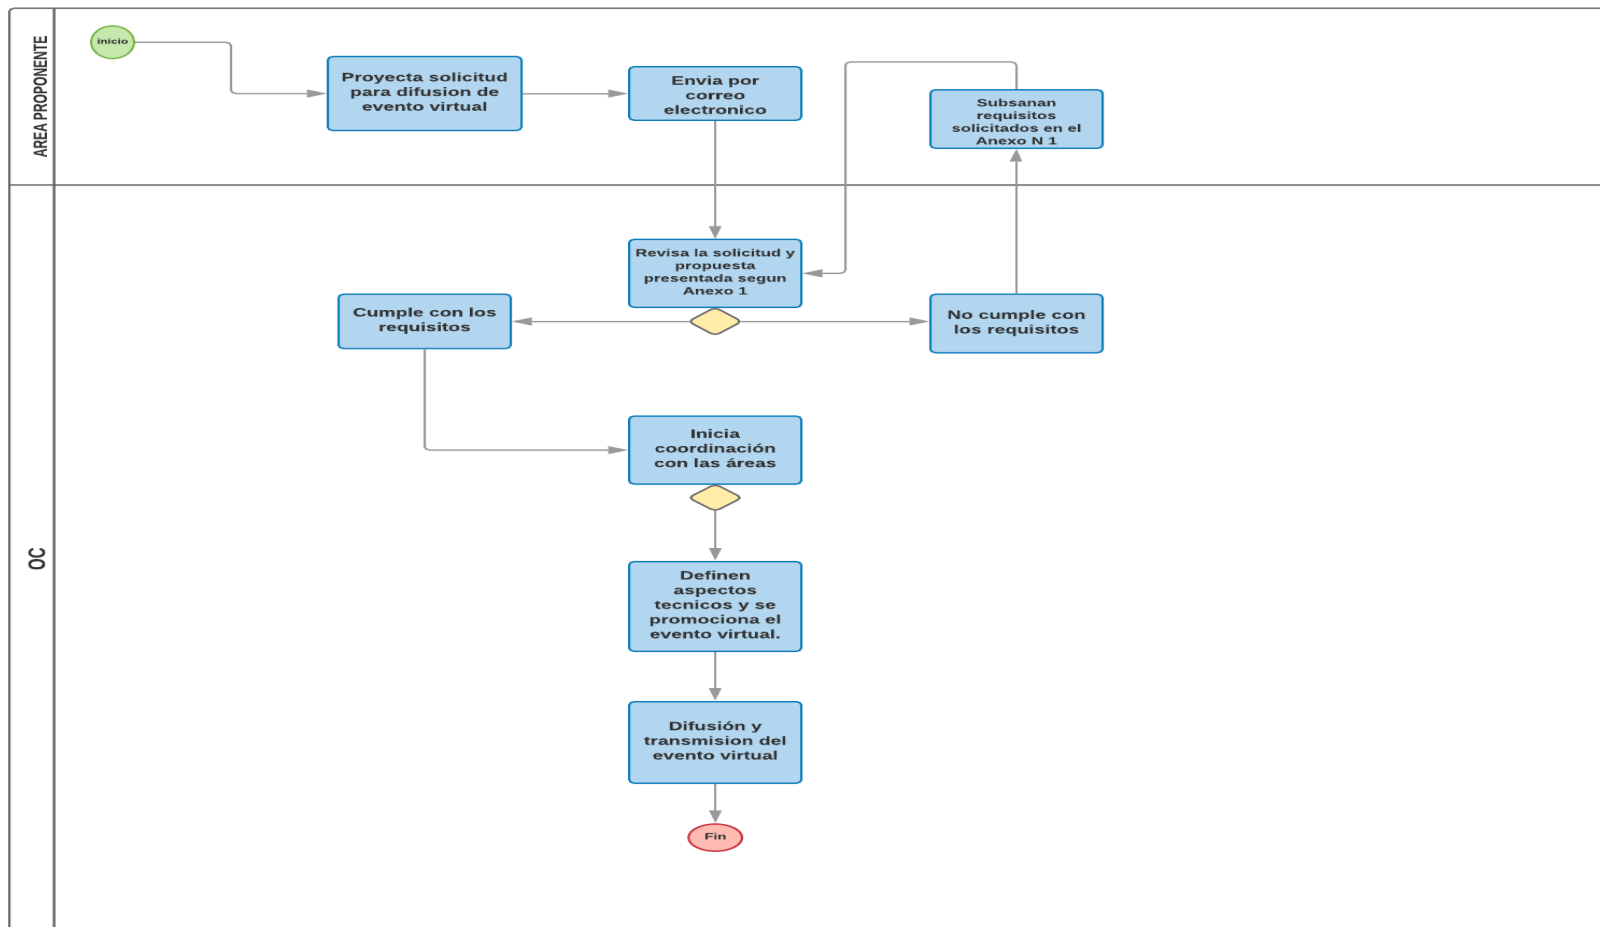 AREA PROPONENTE
inicio
Proyecta solicitud
para difusion de
evento virtual
Envia por
correo
electronico
Subsanan
requisitos
solicitados en el
Anexo N 1
OC
Revisa la solicitud y
propuesta
presentada segun
Anexo 1
Cumple con los
requisitos
No cumple con
los requisitos
Inicia
coordinación
con las áreas
Definen
aspectos
tecnicos y se
promociona el
evento virtual.
Difusión y
transmision del
evento virtual
Fin